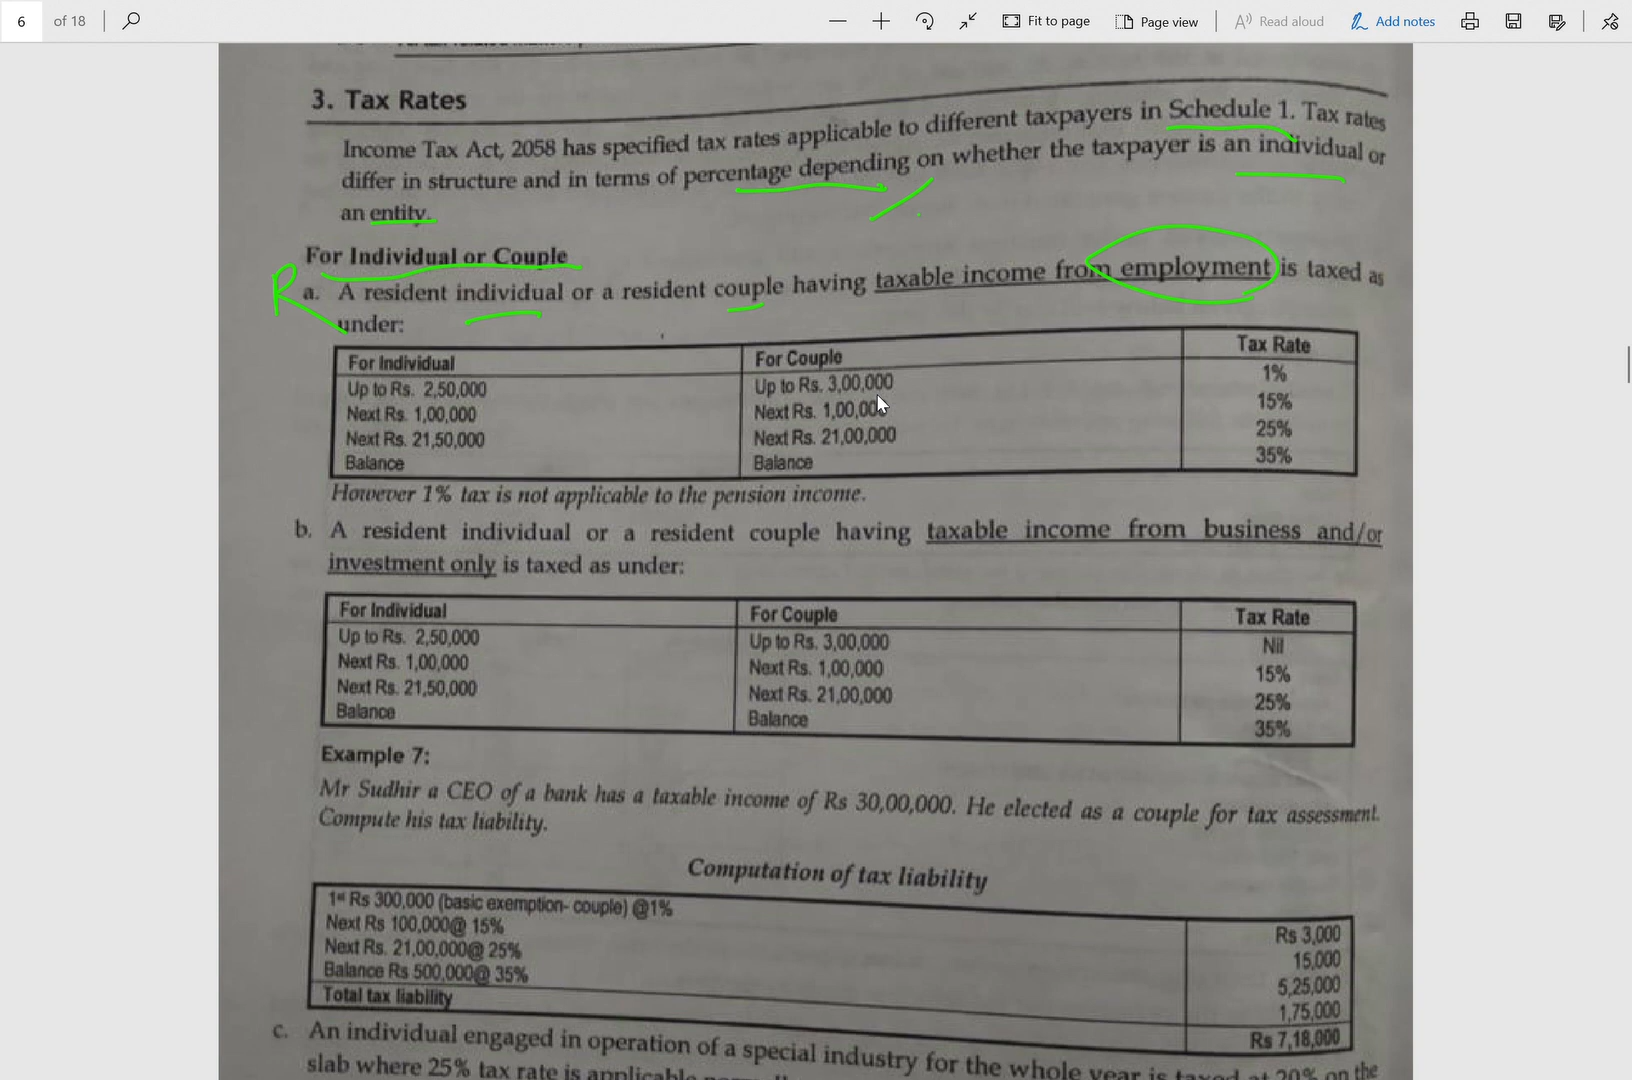 6 of 18 Fit to page Page view Read aloud Add notes
3. Tax Rates
Income Tax Act, 2058 has specified tax rates applicable to different taxpayers in Schedule 1. Tax rates
differ in structure and in terms of percentage depending on whether the taxpayer is an individual or
an entity.
For Individual or Couple
R
a. A resident individual or a resident couple having taxable income from employment is taxed as
under:
For Individual For Couple Tax Rate
Up to Rs. 2,50,000 Up to Rs. 3,00,000 1%
Next Rs. 1,00,000 Next Rs. 1,00,000 15%
Next Rs. 21,50,000 Next Rs. 21,00,000 25%
Balance Balance 35%
However 1% tax is not applicable to the pension income.
b. A resident individual or a resident couple having taxable income from business and/or
investment only is taxed as under:
For Individual For Couple Tax Rate
Up to Rs. 2,50,000 Up to Rs. 3,00,000 Nil
Next Rs. 1,00,000 Next Rs. 1,00,000 15%
Next Rs. 21,50,000 Next Rs. 21,00,000 25%
Balance Balance 35%
Example 7:
Mr Sudhir a CEO of a bank has a taxable income of Rs 30,00,000. He elected as a couple for tax assessment.
Compute his tax liability.
Computation of tax liability
1st Rs 300,000 (basic exemption- couple) @1% Rs 3,000
Next Rs 100,000@ 15% 15,000
Next Rs. 21,00,000@ 25% 5,25,000
Balance Rs 500,000@ 35% 1,75,000
Total tax liability Rs 7,18,000
c. An individual engaged in operation of a special industry for the whole year is taxed at 20% on the
slab where 25% tax rate is applicable